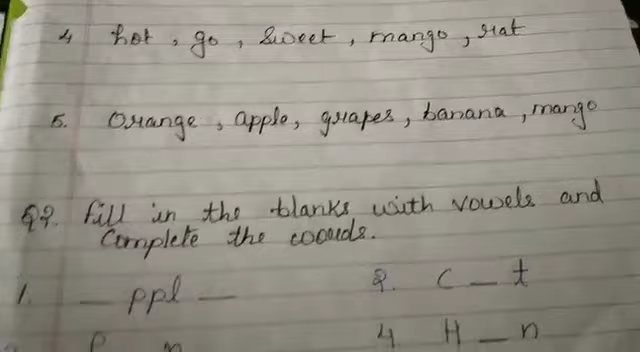 4 hot, go, sweet, mango, rat
5. orange, apple, grapes, banana, mango
Q2. fill in the blanks with vowels and
Complete the words.
1. _ ppl _ 2. C _ t
P n 4 H _ n